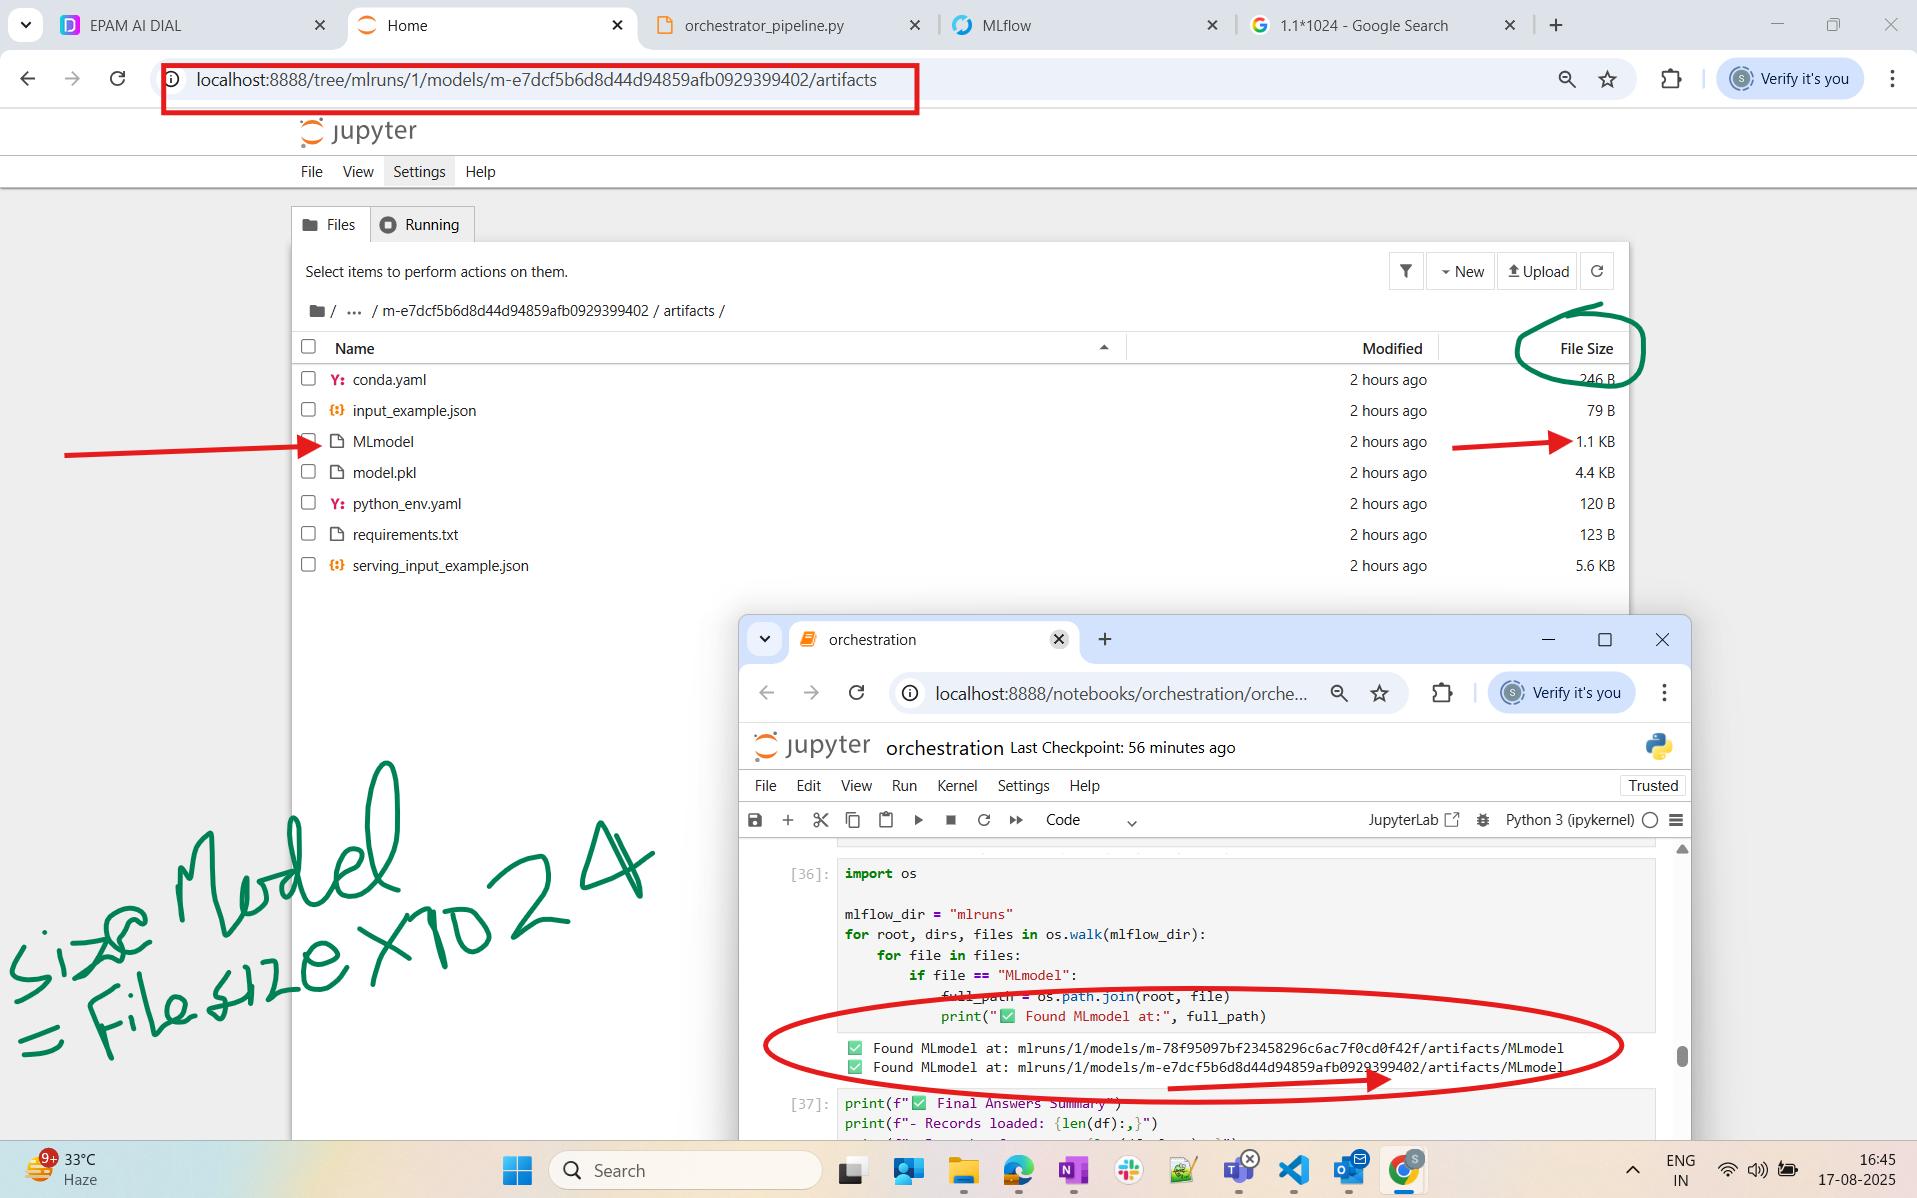 EPAM AI DIAL
Home
orchestrator_pipeline.py
MLflow
1.1*1024 - Google Search
localhost:8888/tree/mlruns/1/models/m-e7dcf5b6d8d44d94859afb0929399402/artifacts
S
Verify it's you
jupyter
File View Settings Help
Files Running
Select items to perform actions on them.
New Upload
/ ... / m-e7dcf5b6d8d44d94859afb0929399402 / artifacts /
Name Modified File Size
conda.yaml 2 hours ago 246 B
input_example.json 2 hours ago 79 B
MLmodel 2 hours ago 1.1 KB
model.pkl 2 hours ago 4.4 KB
python_env.yaml 2 hours ago 120 B
requirements.txt 2 hours ago 123 B
serving_input_example.json 2 hours ago 5.6 KB
orchestration
localhost:8888/notebooks/orchestration/orche...
S
Verify it's you
jupyter orchestration Last Checkpoint: 56 minutes ago
File Edit View Run Kernel Settings Help Trusted
Code JupyterLab Python 3 (ipykernel)
[36]: import os
mlflow_dir = "mlruns"
for root, dirs, files in os.walk(mlflow_dir):
for file in files:
if file == "MLmodel":
full_path = os.path.join(root, file)
print("✅ Found MLmodel at:", full_path)
✅ Found MLmodel at: mlruns/1/models/m-78f95097bf23458296c6ac7f0cd0f42f/artifacts/MLmodel
✅ Found MLmodel at: mlruns/1/models/m-e7dcf5b6d8d44d94859afb0929399402/artifacts/MLmodel
[37]: print(f"✅ Final Answers Summary")
print(f"- Records loaded: {len(df):,}")
size Model
= File size X 1024
9+
33°C
Haze
Search
ENG
IN
16:45
17-08-2025